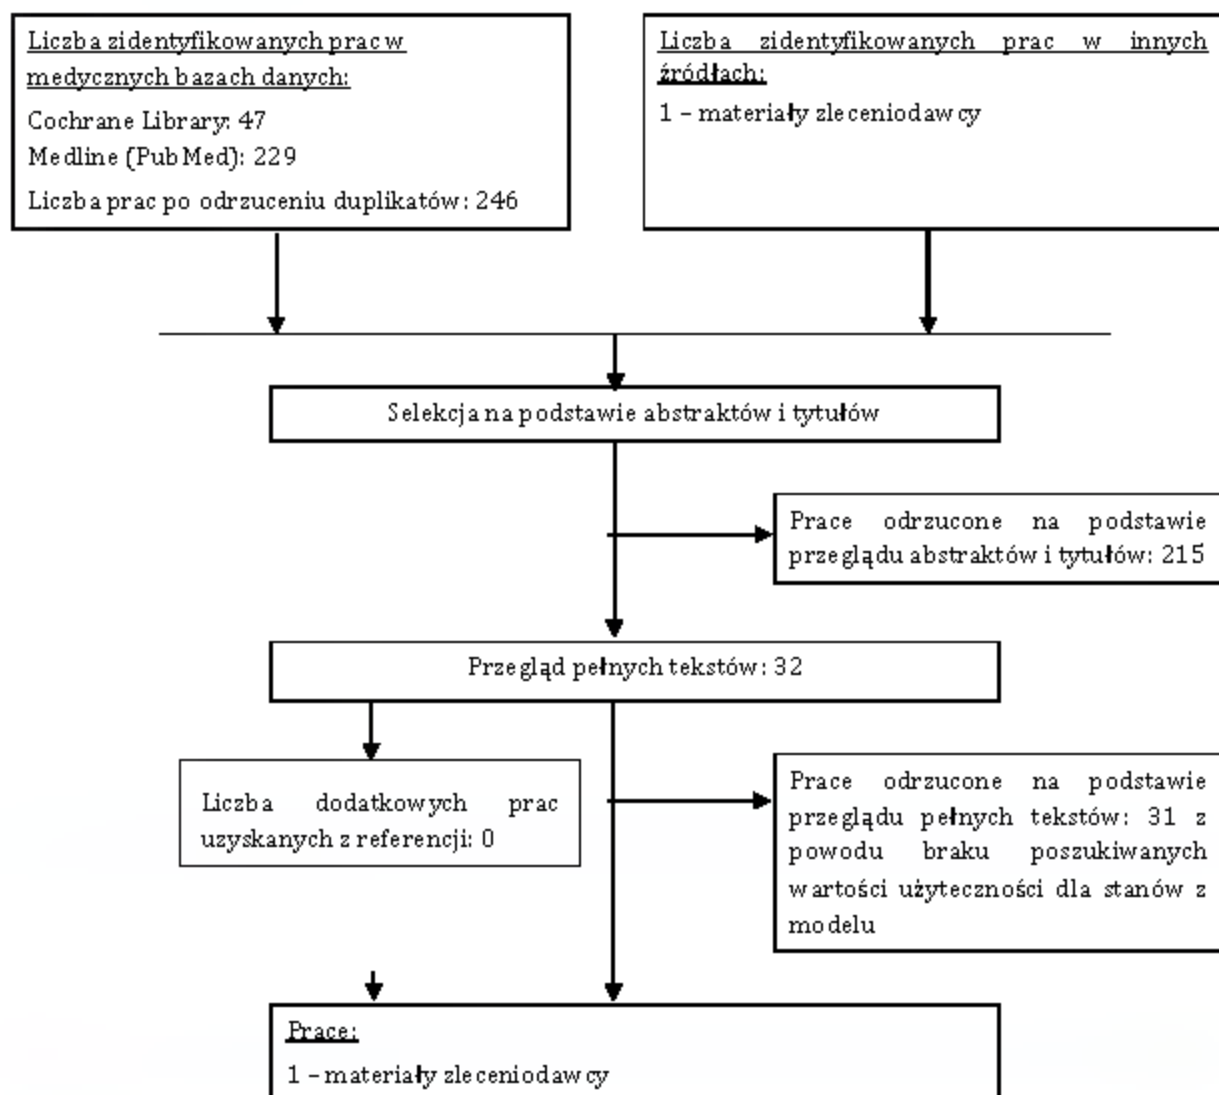 Liczba zidentyfikowanych prac w
medycznych bazach danych:
Cochrane Library: 47
Medline (PubMed): 229
Liczba prac po odrzuceniu duplikatów: 246
Liczba zidentyfikowanych prac w innych
źródłach:
1 – materiały zleceniodawcy
Selekcja na podstawie abstraktów i tytułów
Prace odrzucone na podstawie
przeglądu abstraktów i tytułów: 215
Przegląd pełnych tekstów: 32
Liczba dodatkowych prac
uzyskanych z referencji: 0
Prace odrzucone na podstawie
przeglądu pełnych tekstów: 31 z
powodu braku poszukiwanych
wartości użyteczności dla stanów z
modelu
Prace:
1 – materiały zleceniodawcy